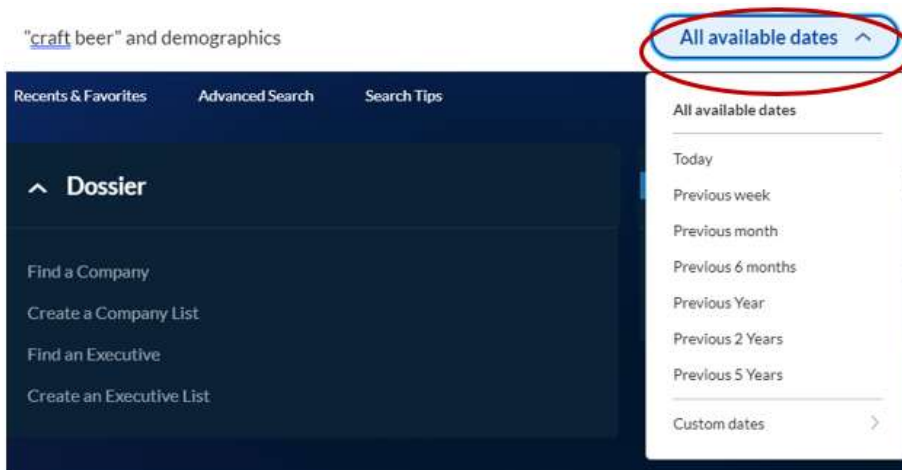 "craft beer" and demographics
All available dates
Recents & Favorites Advanced Search Search Tips
All available dates
Dossier
Find a Company
Create a Company List
Find an Executive
Create an Executive List
Today
Previous week
Previous month
Previous 6 months
Previous Year
Previous 2 Years
Previous 5 Years
Custom dates